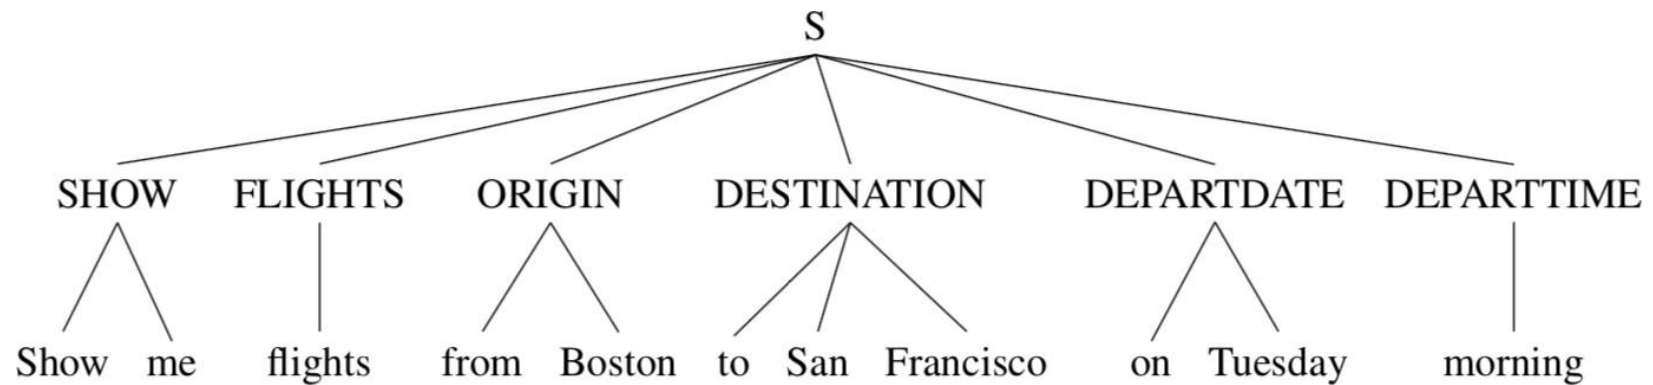 S
SHOW FLIGHTS ORIGIN DESTINATION DEPARTDATE DEPARTTIME
Show me flights from Boston to San Francisco on Tuesday morning